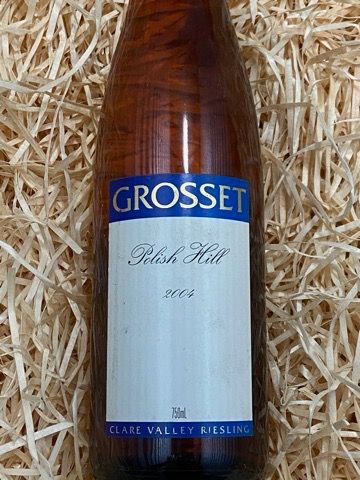 GROSSET
Polish Hill
2004
750mL
CLARE VALLEY RIESLING